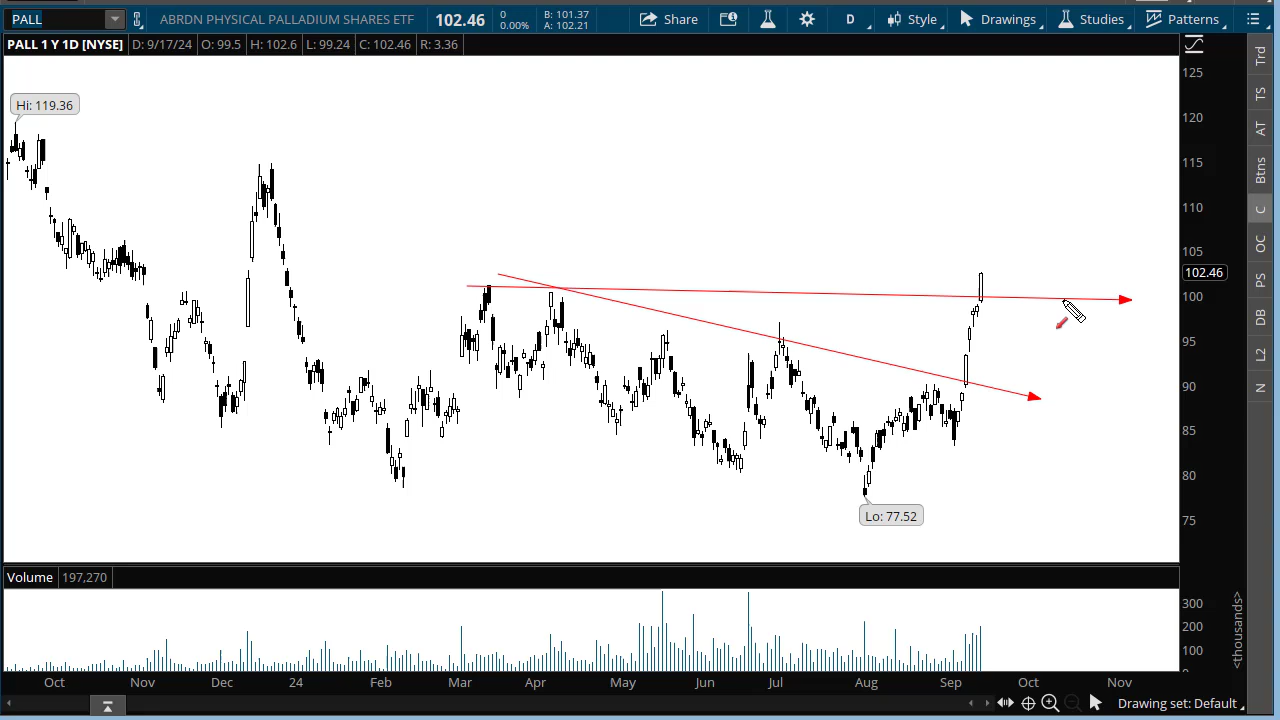 PALL
ABRDN PHYSICAL PALLADIUM SHARES ETF
102.46
0
0.00%
B: 101.37
A: 102.21
Share
D
Style
Drawings
Studies
Patterns
PALL 1 Y 1D [NYSE]
D: 9/17/24
O: 99.5
H: 102.6
L: 99.24
C: 102.46
R: 3.36
Hi: 119.36
Lo: 77.52
125
120
115
110
105
102.46
100
95
90
85
80
75
Trd
TS
AT
Btns
C
OC
PS
DB
L2
N
Volume
197,270
300
200
100
<thousands>
Oct
Nov
Dec
24
Feb
Mar
Apr
May
Jun
Jul
Aug
Sep
Oct
Nov
Drawing set: Default